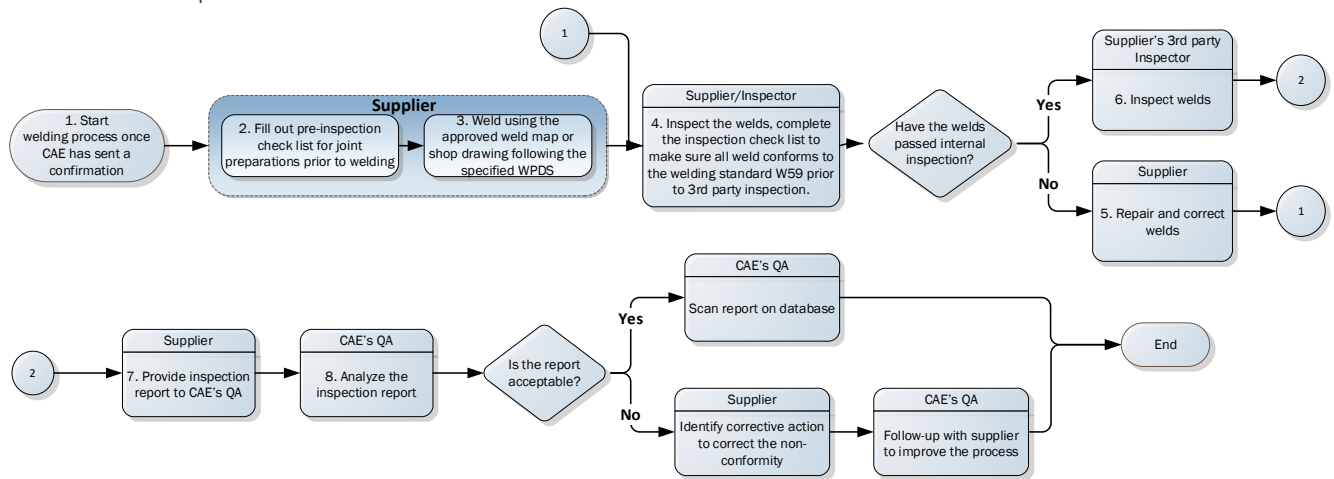 1
Supplier
1. Start
welding process once
CAE has sent a
confirmation
2. Fill out pre-inspection
check list for joint
preparations prior to welding
3. Weld using the
approved weld map or
shop drawing following the
specified WPDS
Supplier/Inspector
4. Inspect the welds, complete
the inspection check list to
make sure all weld conforms to
the welding standard W59 prior
to 3rd party inspection.
Have the welds
passed internal
inspection?
Yes
Supplier's 3rd party
Inspector
6. Inspect welds
2
No
Supplier
5. Repair and correct
welds
1
2
Supplier
7. Provide inspection
report to CAE's QA
CAE's QA
8. Analyze the
inspection report
Is the report
acceptable?
Yes
CAE's QA
Scan report on database
No
Supplier
Identify corrective action
to correct the non-
conformity
CAE's QA
Follow-up with supplier
to improve the process
End